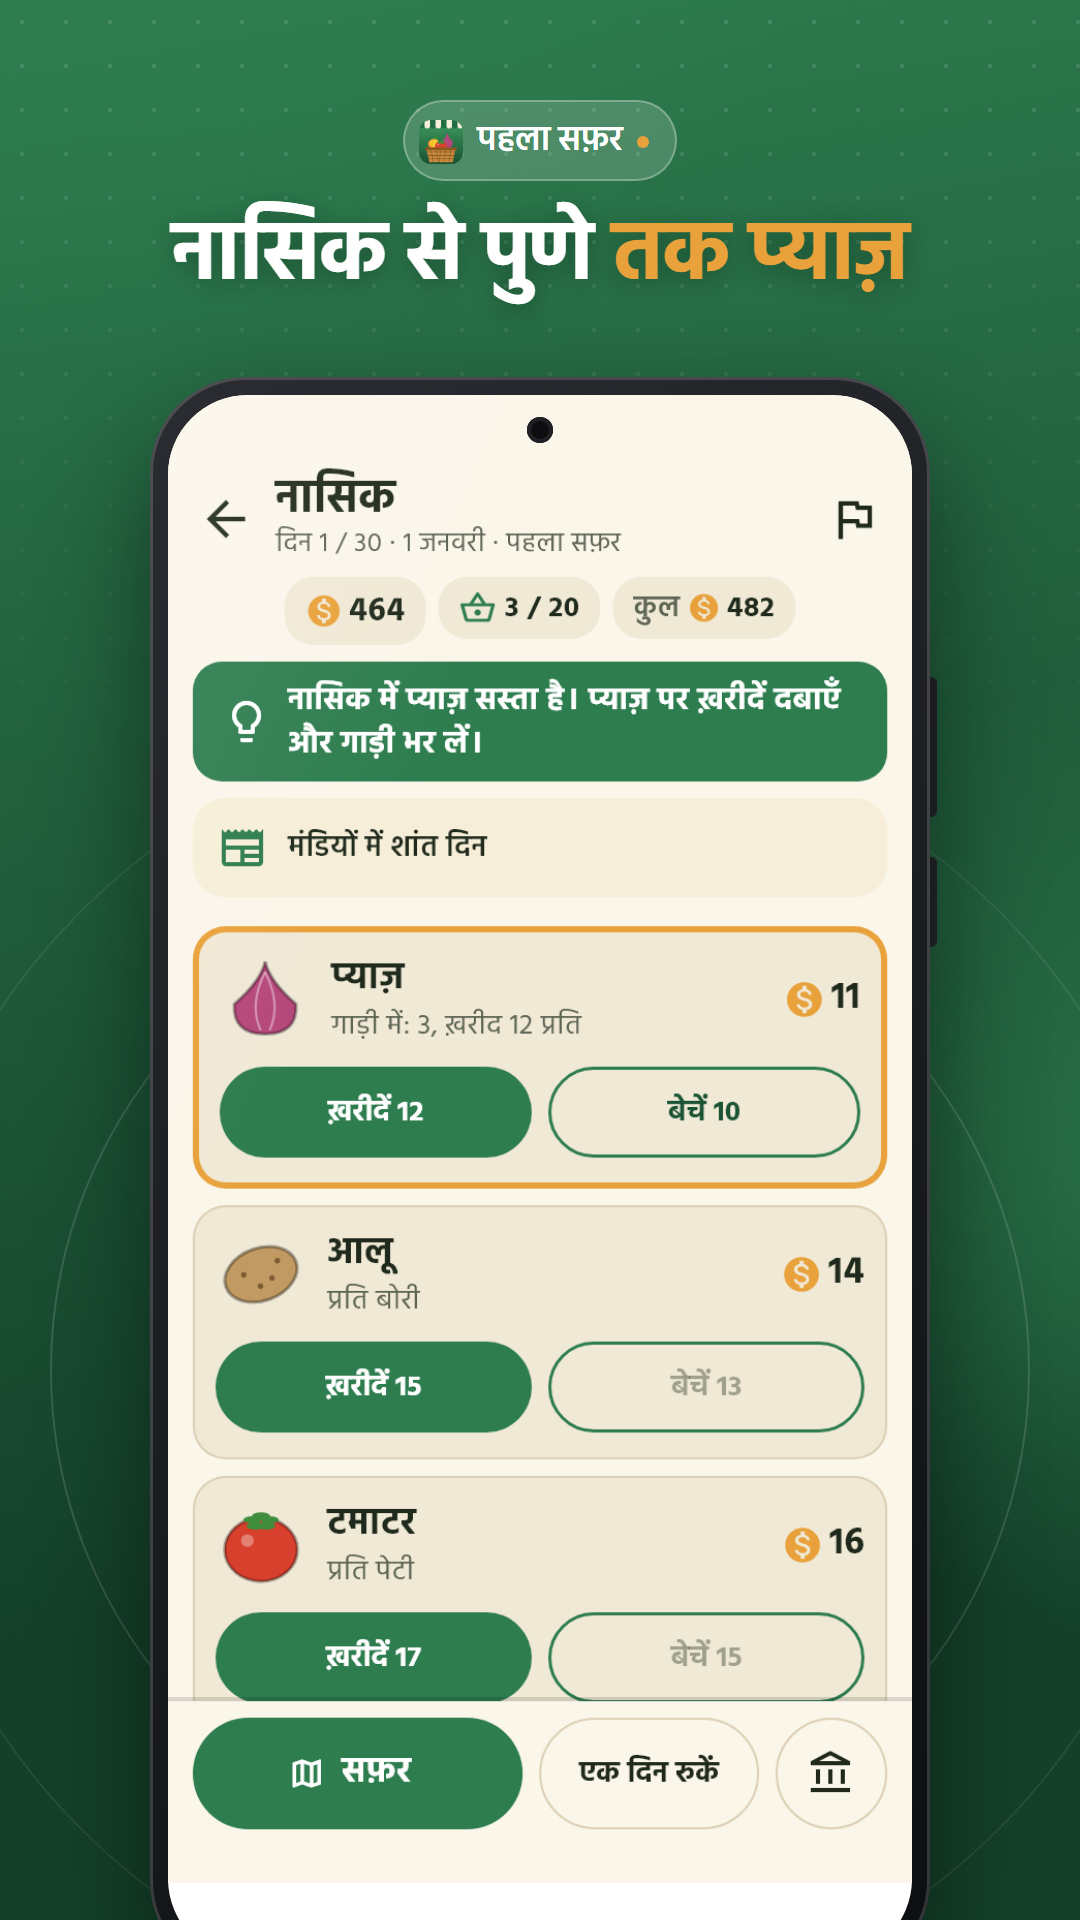 पहला सफ़र
नासिक से पुणे तक प्याज़
नासिक
दिन 1 / 30 · 1 जनवरी · पहला सफ़र
464
3 / 20
कुल 482
नासिक में प्याज़ सस्ता है। प्याज़ पर ख़रीदें दबाएँ
और गाड़ी भर लें।
मंडियों में शांत दिन
प्याज़
11
गाड़ी में: 3, ख़रीद 12 प्रति
ख़रीदें 12
बेचें 10
आलू
14
प्रति बोरी
ख़रीदें 15
बेचें 13
टमाटर
16
प्रति पेटी
ख़रीदें 17
बेचें 15
सफ़र
एक दिन रुकें